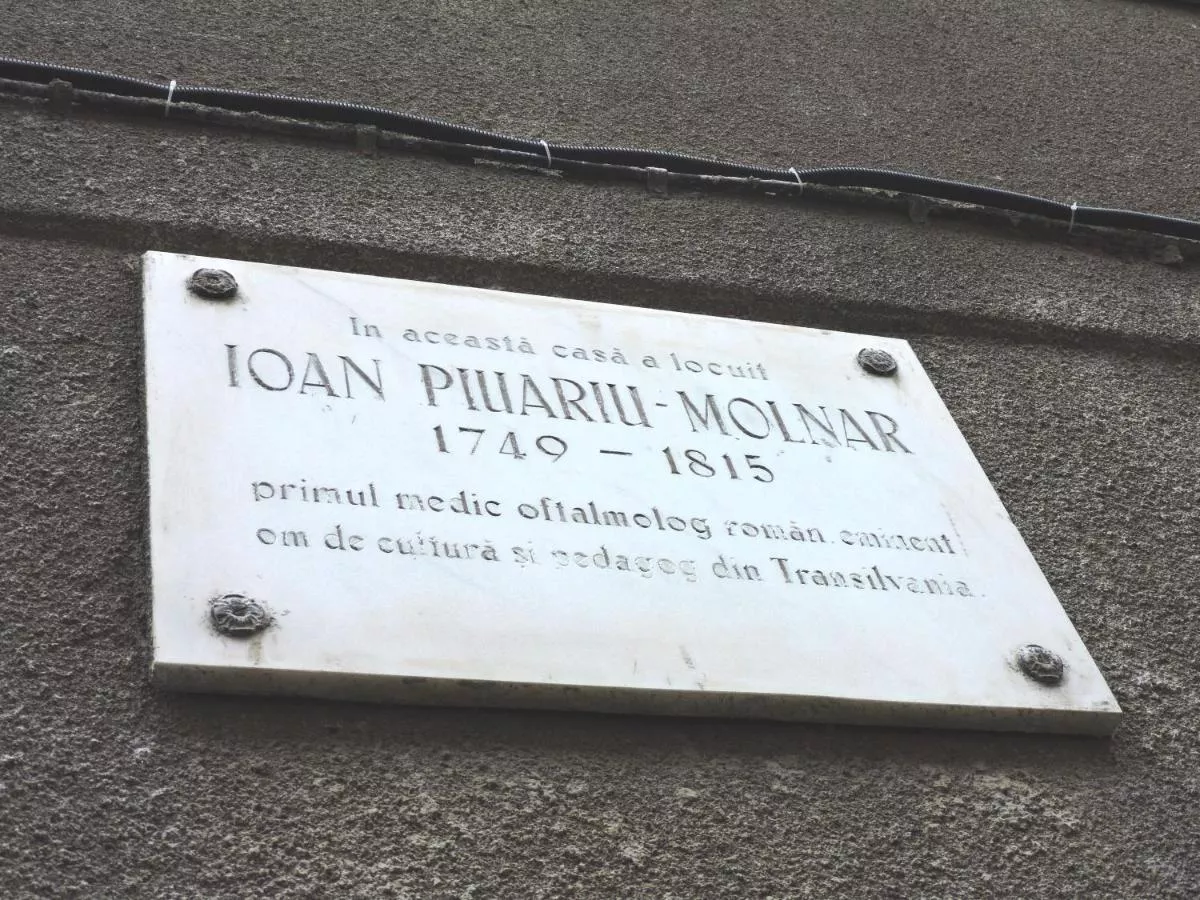 In această casă a locuit
IOAN PIUARIU-MOLNAR
1749 – 1815
primul medic oftalmolog român. eminent
om de cultură și pedagog din Transilvania.